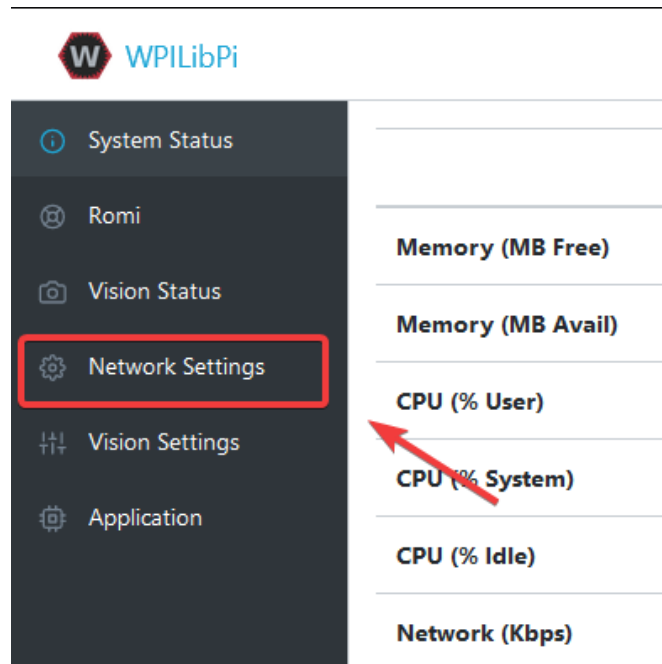 W WPILibPi
System Status
Romi
Vision Status
Network Settings
Vision Settings
Application
Memory (MB Free)
Memory (MB Avail)
CPU (% User)
CPU (% System)
CPU (% Idle)
Network (Kbps)